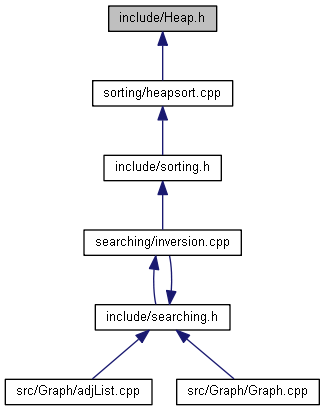 include/Heap.h
sorting/heapsort.cpp
include/sorting.h
searching/inversion.cpp
include/searching.h
src/Graph/adjList.cpp
src/Graph/Graph.cpp